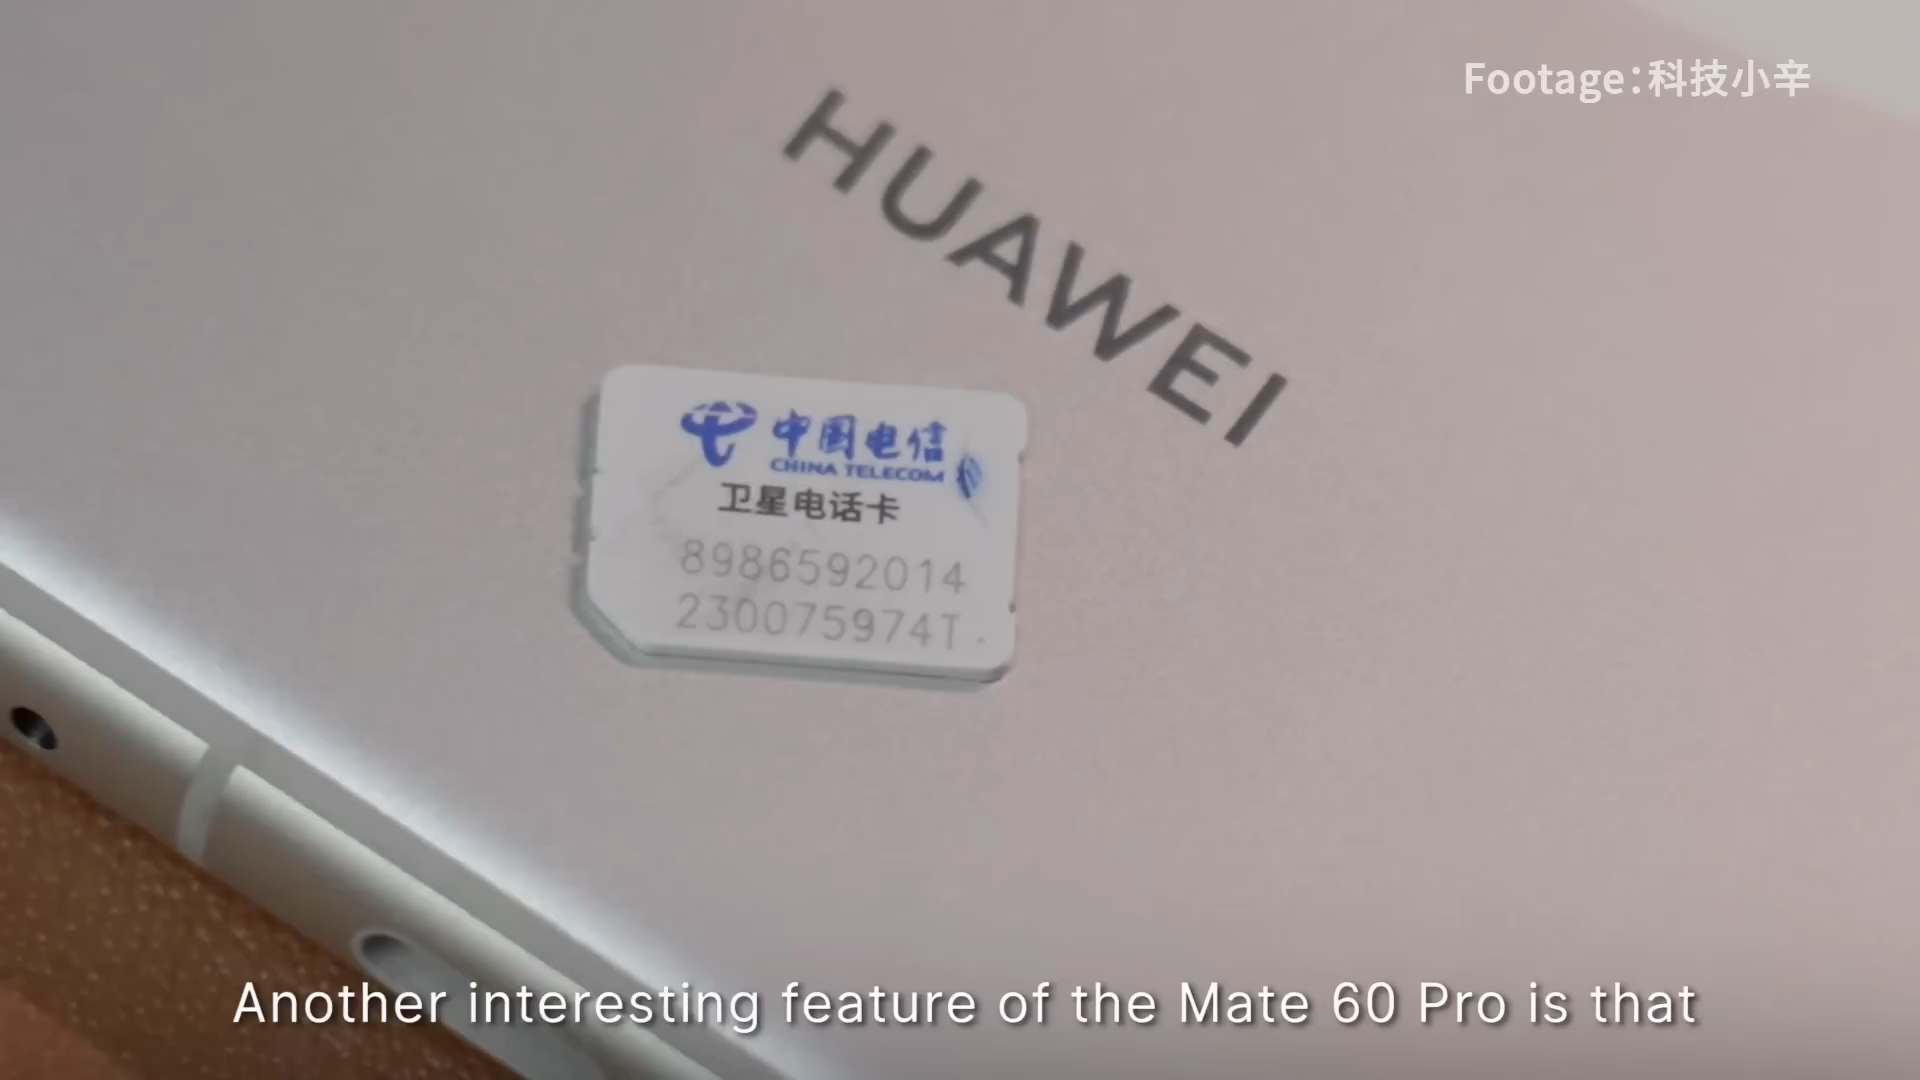 Footage:科技小辛
HUAWEI
中国电信
CHINA TELECOM
卫星电话卡
8986592014
230075974T
Another interesting feature of the Mate 60 Pro is that